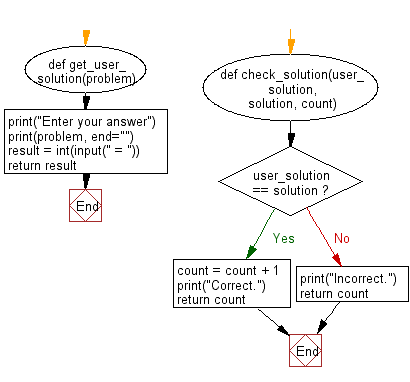 def get_user_
solution(problem)
print("Enter your answer")
print(problem, end="")
result = int(input(" = "))
return result
End
def check_solution(user_
solution,
solution, count)
user_solution
== solution ?
Yes
No
count = count + 1
print("Correct.")
return count
print("Incorrect.")
return count
End